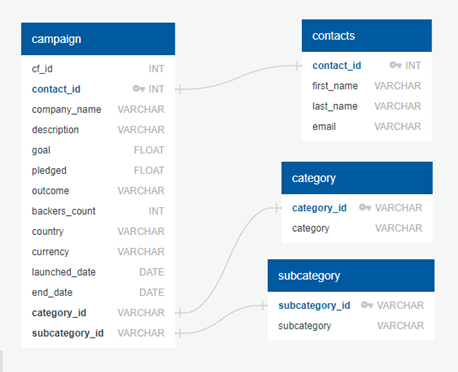 campaign
cf_id INT
contact_id INT
company_name VARCHAR
description VARCHAR
goal FLOAT
pledged FLOAT
outcome VARCHAR
backers_count INT
country VARCHAR
currency VARCHAR
launched_date DATE
end_date DATE
category_id VARCHAR
subcategory_id VARCHAR
contacts
contact_id INT
first_name VARCHAR
last_name VARCHAR
email VARCHAR
category
category_id VARCHAR
category VARCHAR
subcategory
subcategory_id VARCHAR
subcategory VARCHAR